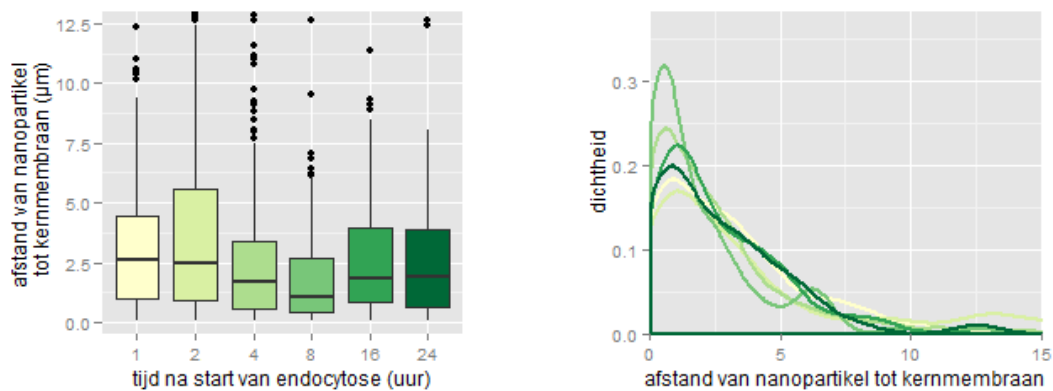 afstand van nanopartikel
tot kernmembraan (µm)
12.5
10.0
7.5
5.0
2.5
0.0
1 2 4 8 16 24
tijd na start van endocytose (uur)
dichtheid
0.3
0.2
0.1
0.0
0 5 10 15
afstand van nanopartikel tot kernmembraan